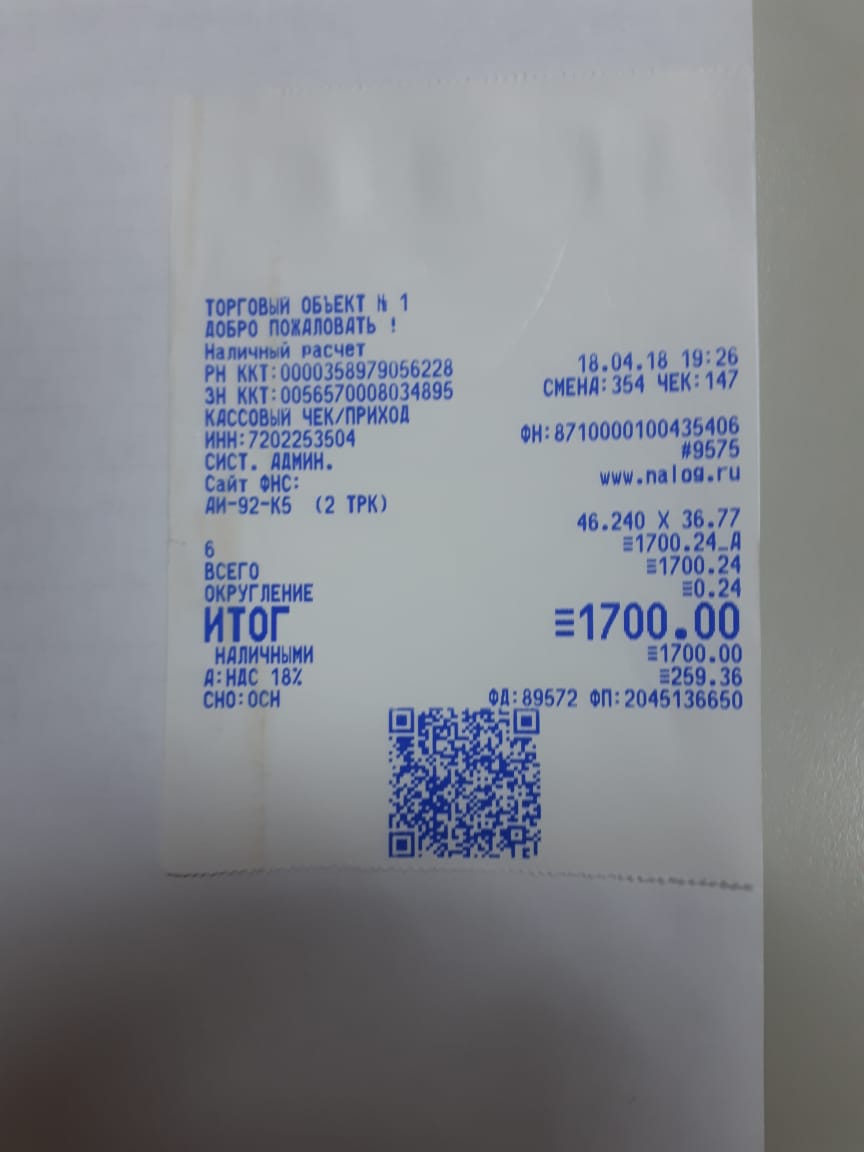 ТОРГОВЫЙ ОБЪЕКТ № 1
ДОБРО ПОЖАЛОВАТЬ !
Наличный расчет 18.04.18 19:26
РН ККТ:0000358979056228 СМЕНА:354 ЧЕК:147
ЗН ККТ:0056570008034895
КАССОВЫЙ ЧЕК/ПРИХОД
ИНН:7202253504 ФН:8710000100435406
СИСТ. АДМИН. #9575
Сайт ФНС: www.nalog.ru
АИ-92-К5 (2 ТРК)
46.240 X 36.77
6 ≡1700.24_А
ВСЕГО ≡1700.24
ОКРУГЛЕНИЕ ≡0.24
ИТОГ ≡1700.00
НАЛИЧНЫМИ ≡1700.00
А:НДС 18% ≡259.36
СНО:ОСН ФД:89572 ФП:2045136650